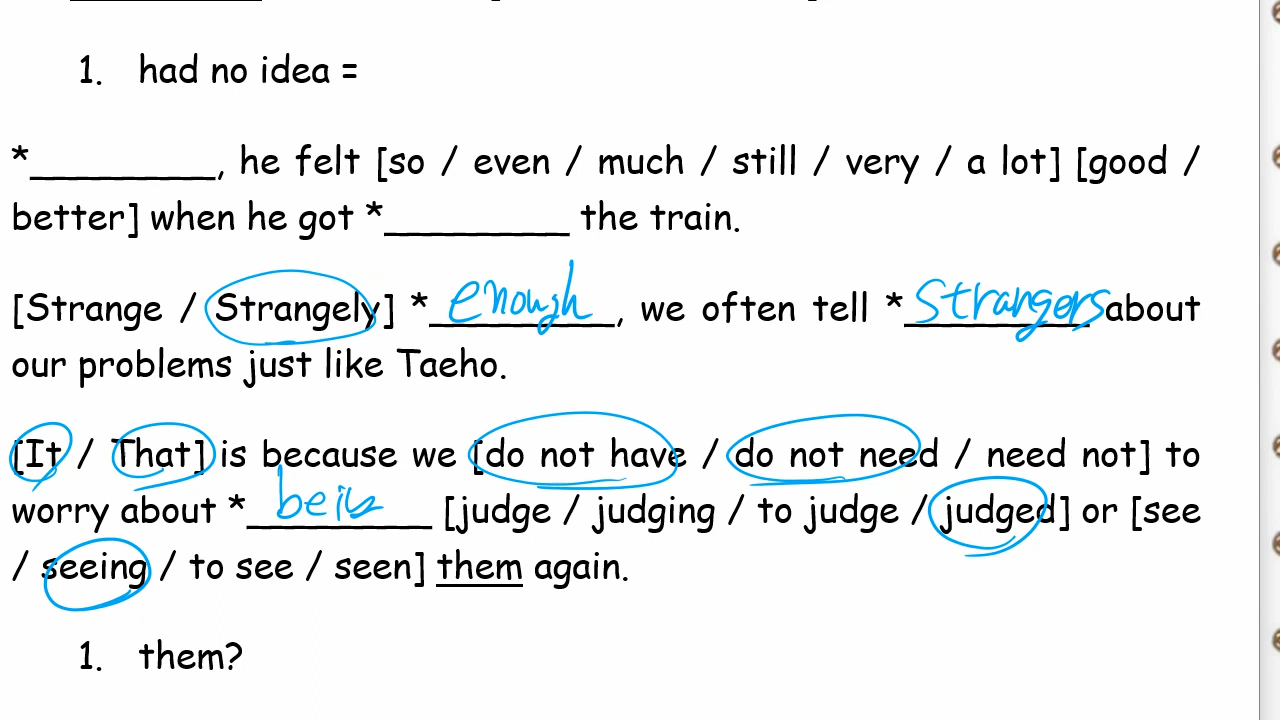 1. had no idea =
*________, he felt [so / even / much / still / very / a lot] [good /
better] when he got *________ the train.
[Strange / Strangely] * enough, we often tell * Strangers about
our problems just like Taeho.
[It / That] is because we [do not have / do not need / need not] to
worry about * being [judge / judging / to judge / judged] or [see
/ seeing / to see / seen] them again.
1. them?